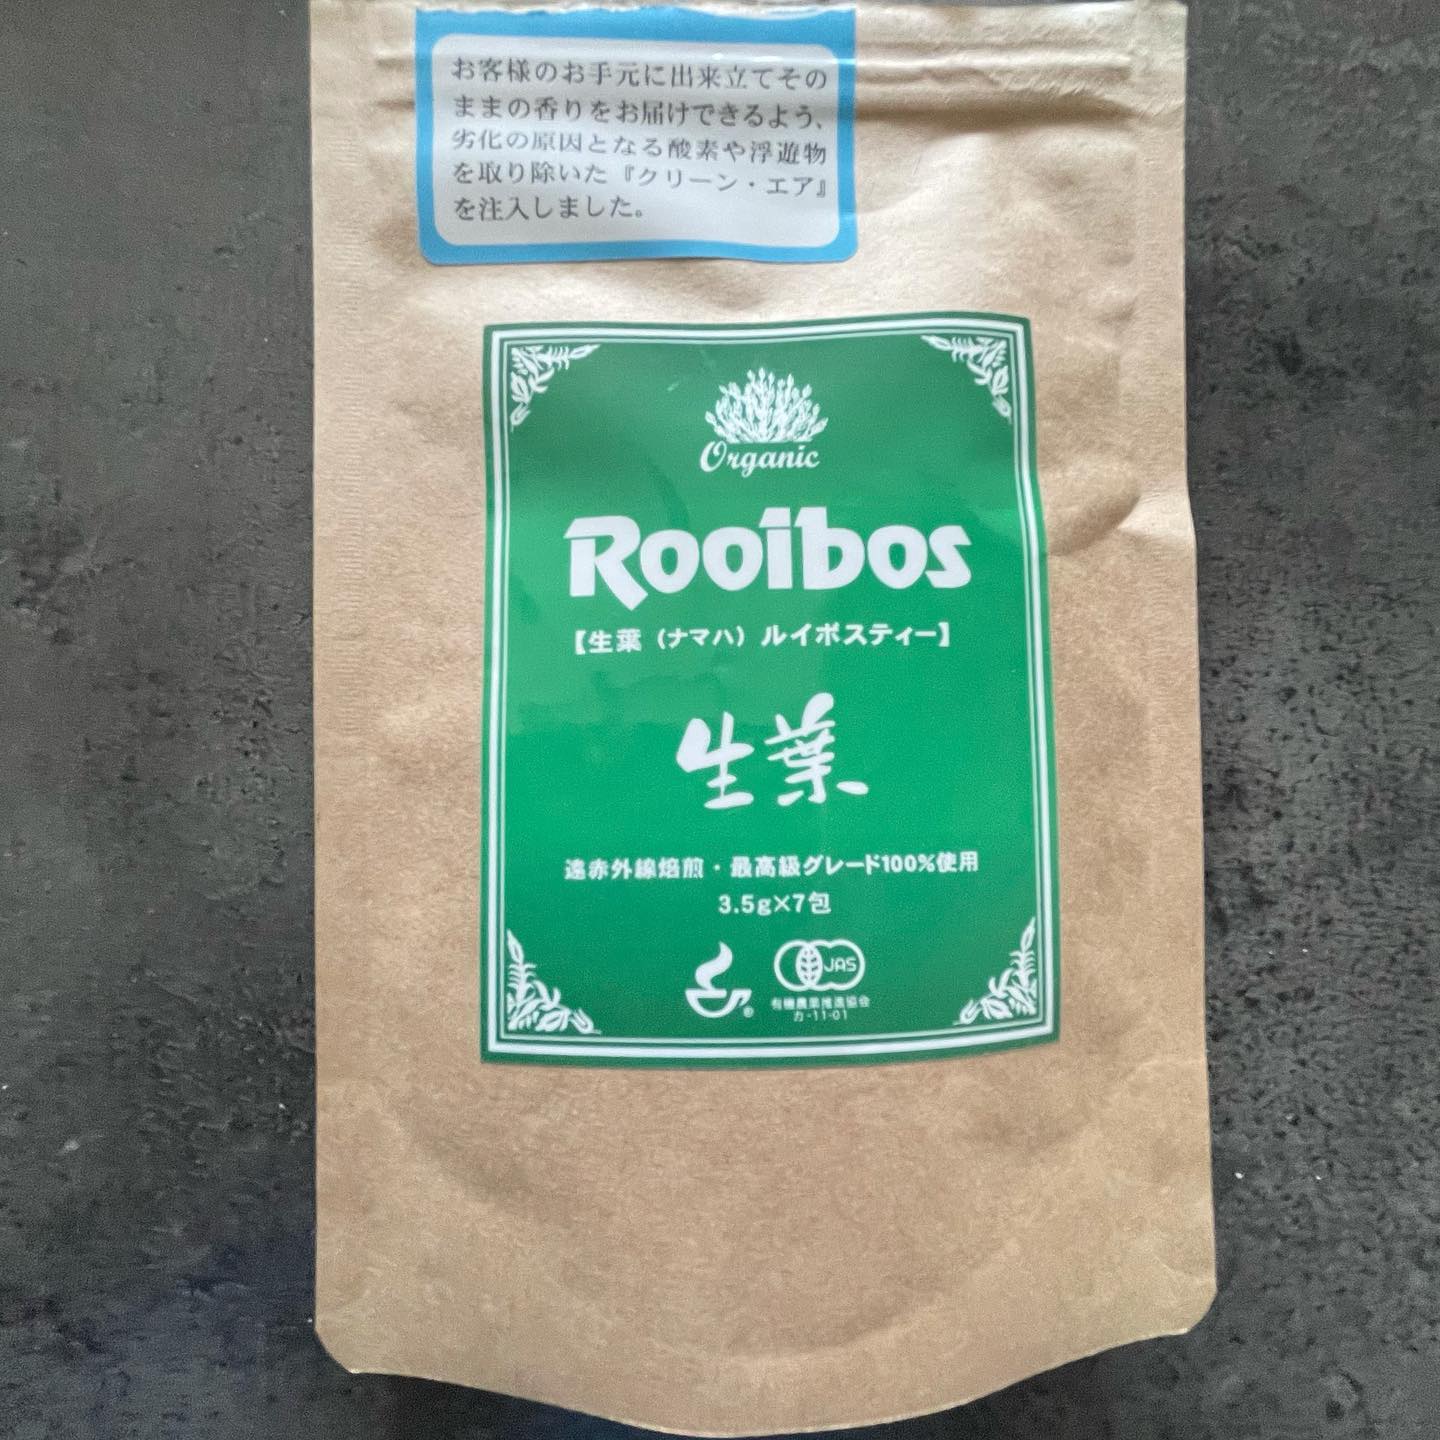 お客様のお手元に出来立てその
ままの香りをお届けできるよう、
劣化の原因となる酸素や浮遊物
を取り除いた『クリーン・エア』
を注入しました。
Organic
Rooibos
【生葉（ナマハ）ルイボスティー】
生葉
遠赤外線焙煎・最高級グレード100%使用
3.5g×7包
®
JAS
有機農業推進協会
カ-11-01